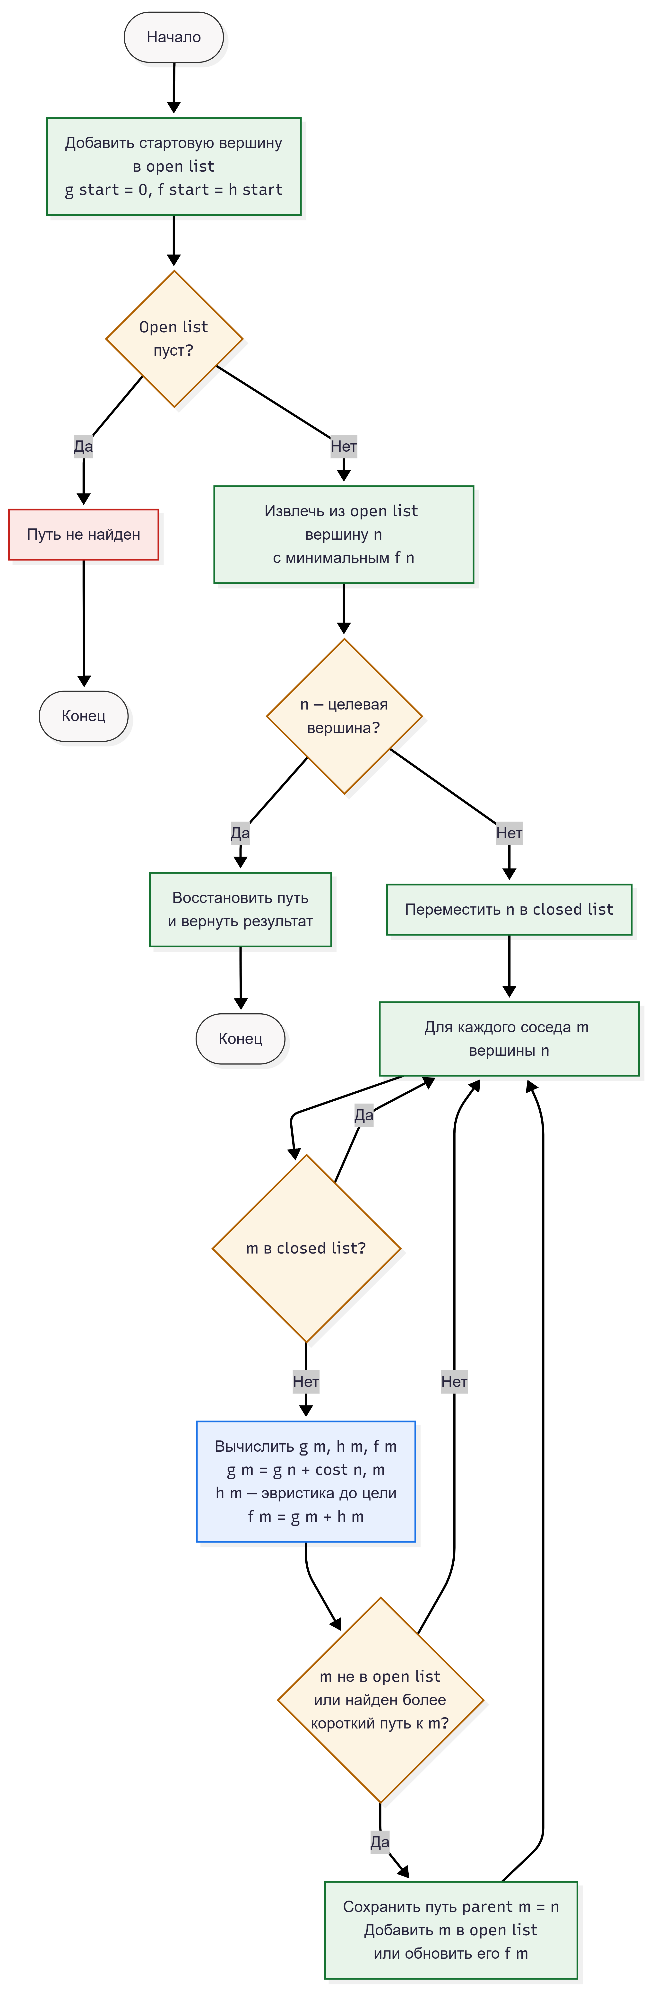 Начало
Добавить стартовую вершину
в open list
g start = 0, f start = h start
Open list
пуст?
Да
Нет
Путь не найден
Извлечь из open list
вершину n
с минимальным f n
n — целевая
вершина?
Конец
Да
Нет
Восстановить путь
и вернуть результат
Переместить n в closed list
Конец
Для каждого соседа m
вершины n
Да
m в closed list?
Нет
Нет
Вычислить g m, h m, f m
g m = g n + cost n, m
h m — эвристика до цели
f m = g m + h m
m не в open list
или найден более
короткий путь к m?
Да
Сохранить путь parent m = n
Добавить m в open list
или обновить его f m